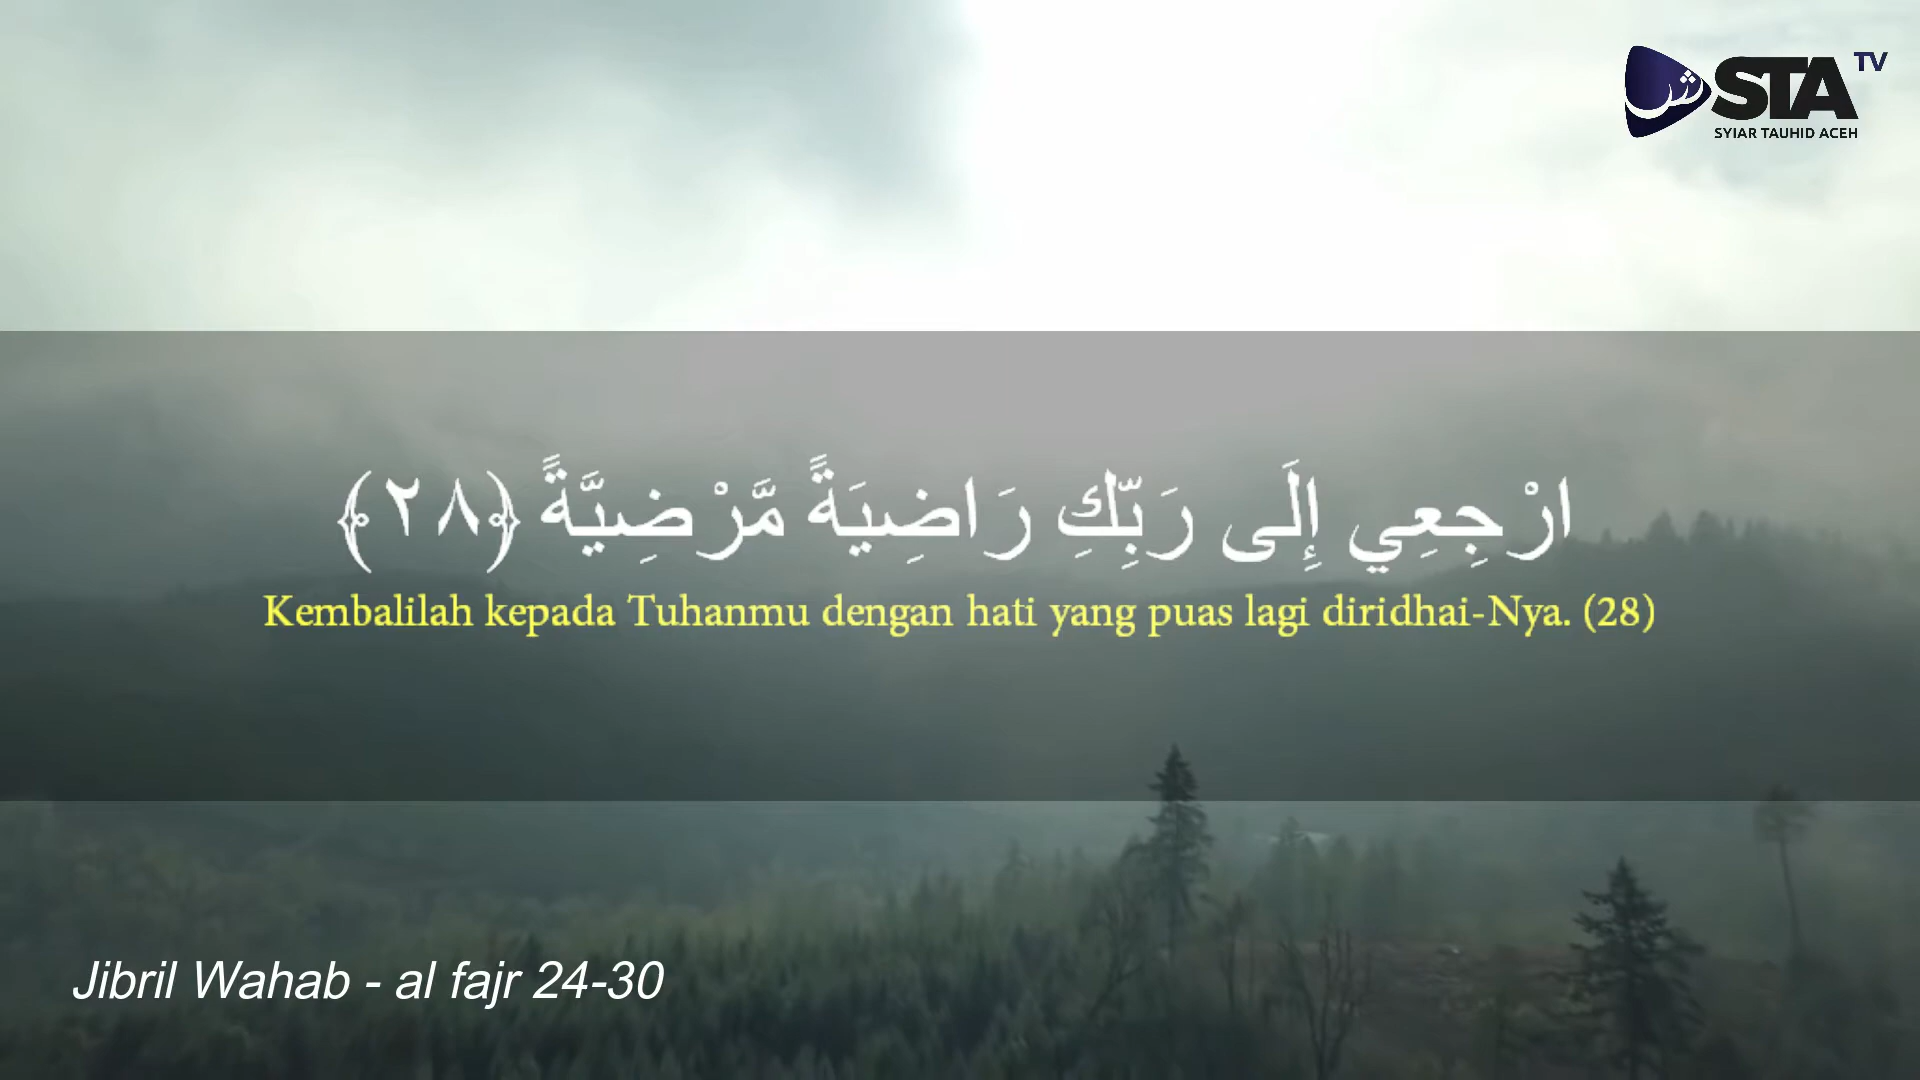 STA TV
SYIAR TAUHID ACEH
ارْجِعِي إِلَى رَبِّكِ رَاضِيَةً مَّرْضِيَّةً ﴿٢٨﴾
Kembalilah kepada Tuhanmu dengan hati yang puas lagi diridhai-Nya. (28)
Jibril Wahab - al fajr 24-30